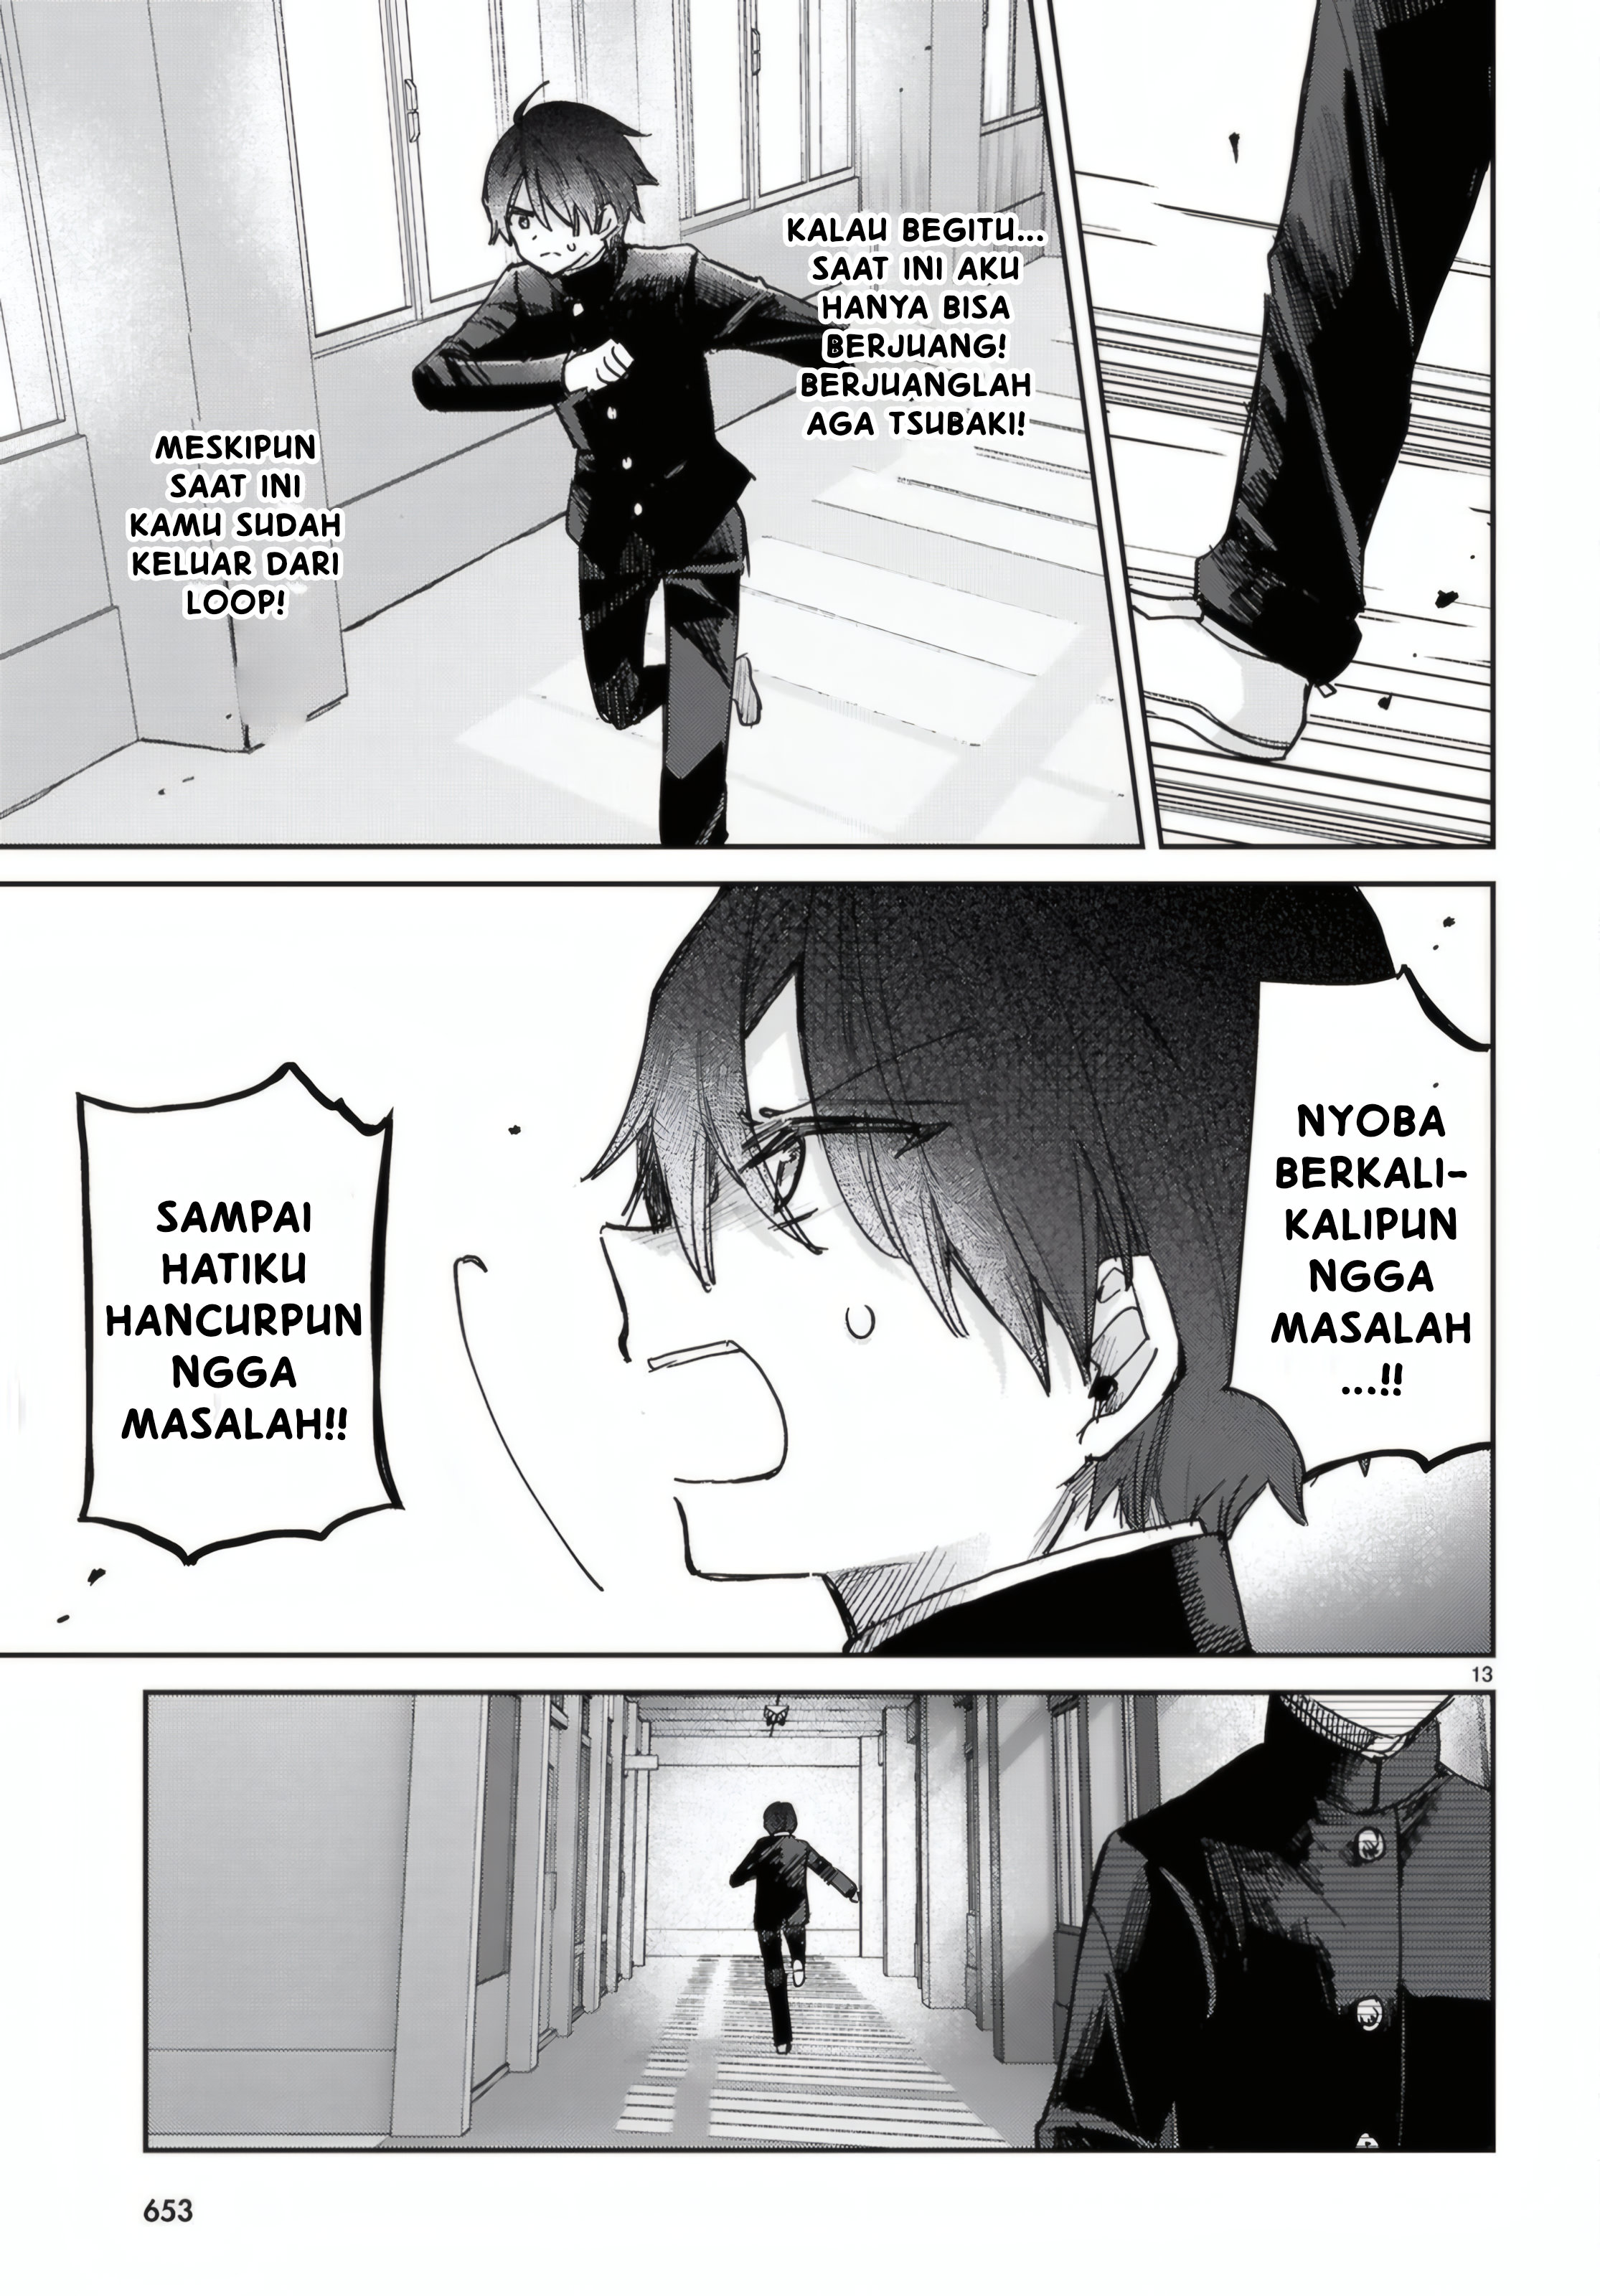 KALAU BEGITU...
SAAT INI AKU
HANYA BISA
BERJUANG!
BERJUANGLAH
AGA TSUBAKI!
MESKIPUN
SAAT INI
KAMU SUDAH
KELUAR DARI
LOOP!
NYOBA
BERKALI-
KALIPUN
NGGA
MASALAH
...!!
SAMPAI
HATIKU
HANCURPUN
NGGA
MASALAH!!
13
653